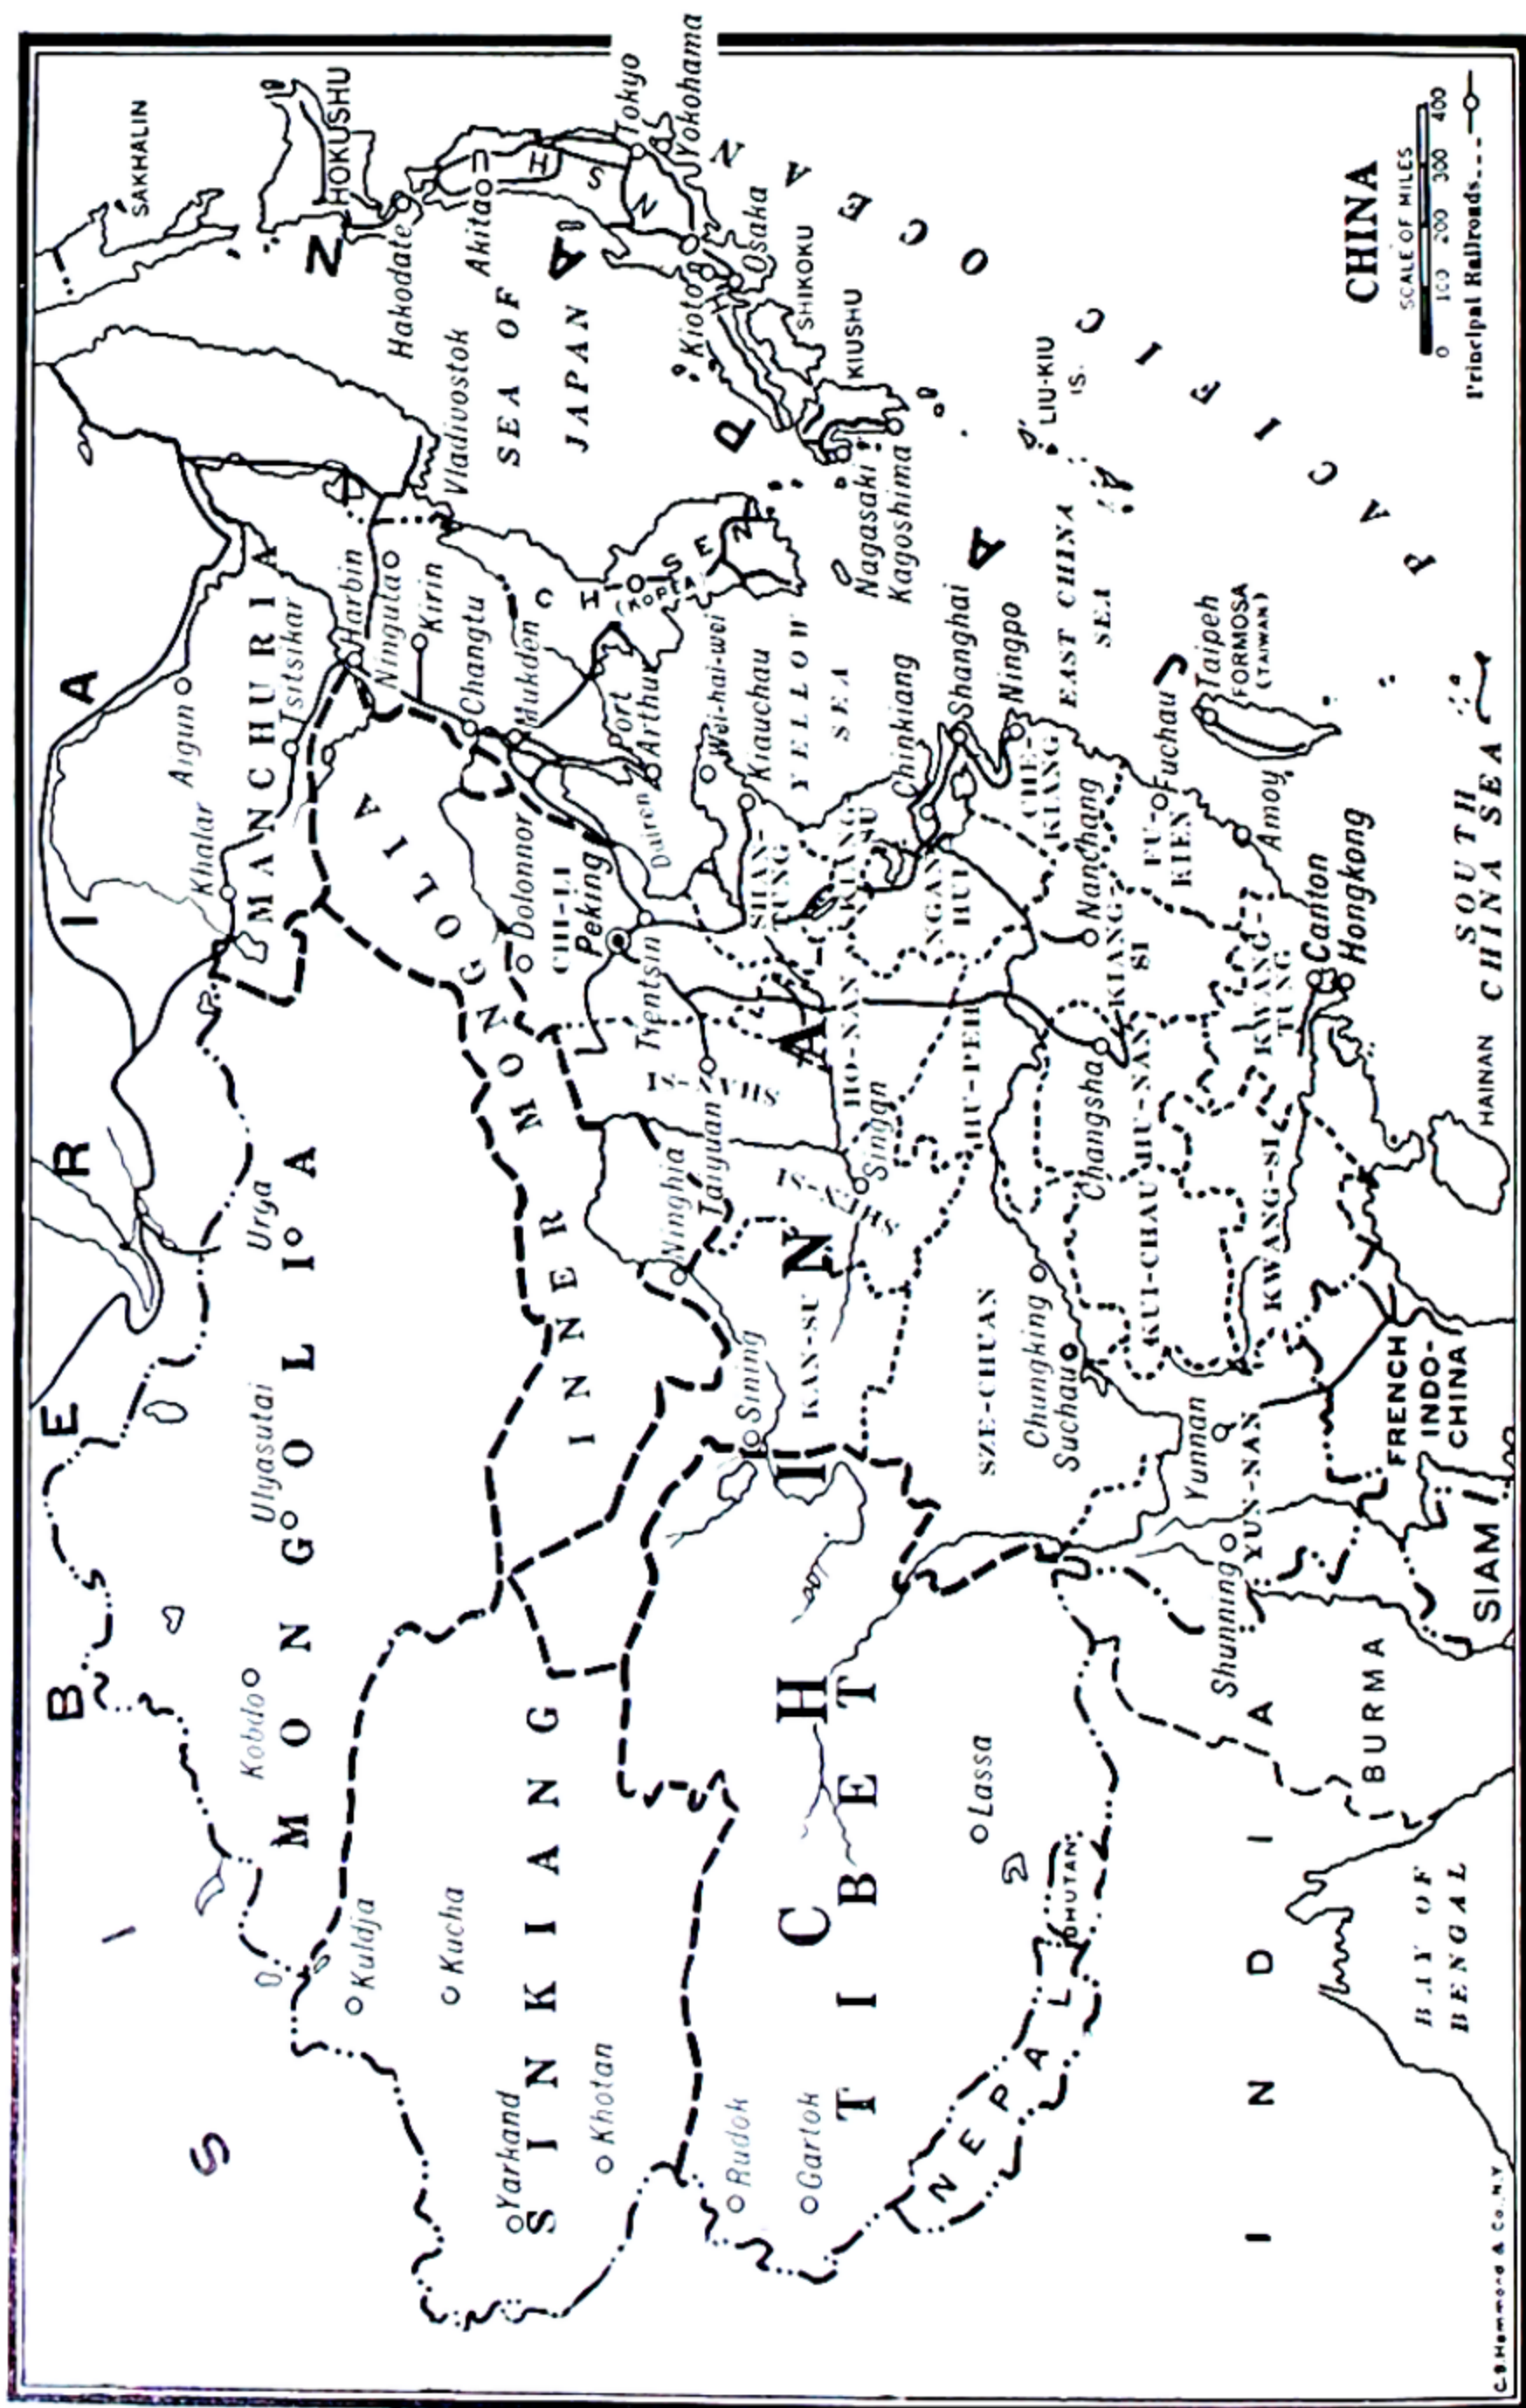 SIBERIA
SAKHALIN
HOKUSHU
Hakodate
Akita
SEA OF
JAPAN
HONSHU
Tokyo
Yokohama
Kioto
Osaka
SHIKOKU
KIUSHU
Nagasaki
Kagoshima
JAPAN
LIU-KIU
IS.
PACIFIC OCEAN
Vladivostok
MANCHURIA
Aigun
Khalar
Tsitsikar
Harbin
Ninguta
Kirin
Changtu
Mukden
CHOSEN
KOREA
Port
Arthur
Dairen
Wei-hai-wei
Kiauchau
YELLOW
SEA
MONGOLIA
Urga
Ulyasutai
Kobdo
INNER MONGOLIA
Dolonnor
CHI-LI
Peking
Tientsin
SHAN-
TUNG
SHAN-SI
Taiyuan
Ninghia
SHEN-SI
Singan
HO-NAN
KIANG
SU
Chinkiang
Shanghai
Ningpo
EAST CHINA
SEA
NGAN
HUI
CHE-
KIANG
HU-PEH
Nanchang
KIANG-
SI
FU-
KIEN
Fuchau
Amoy
Taipeh
FORMOSA
(TAIWAN)
Changsha
HU-NAN
KUI-CHAU
KWANG-
TUNG
KWANG-SI
Canton
Hongkong
SOUTH
CHINA SEA
HAINAN
SINKIANG
Kuldja
Kucha
Yarkand
Khotan
CHINA
KAN-SU
Sining
SZE-CHUAN
Chungking
Suchau
Yunnan
YUN-NAN
Shunning
TIBET
Rudok
Gartok
Lassa
NEPAL
BHUTAN
INDIA
BURMA
SIAM
FRENCH
INDO-
CHINA
BAY OF
BENGAL
CHINA
SCALE OF MILES
0 100 200 300 400
Principal Railroads
C.S.Hammond & Co., N.Y